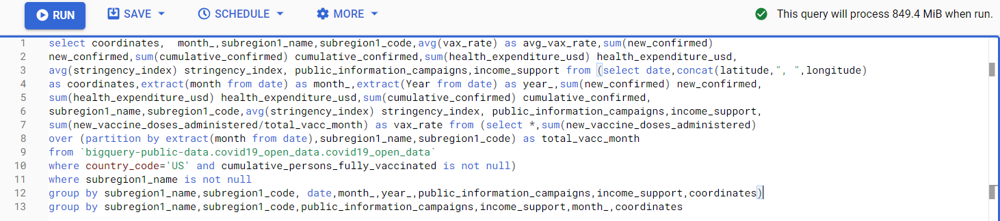 RUN SAVE SCHEDULE MORE This query will process 849.4 MiB when run.
1 select coordinates,  month_,subregion1_name,subregion1_code,avg(vax_rate) as avg_vax_rate,sum(new_confirmed)
2 new_confirmed,sum(cumulative_confirmed) cumulative_confirmed,sum(health_expenditure_usd) health_expenditure_usd,
3 avg(stringency_index) stringency_index, public_information_campaigns,income_support from (select date,concat(latitude,", ",longitude)
4 as coordinates,extract(month from date) as month_,extract(Year from date) as year_,sum(new_confirmed) new_confirmed,
5 sum(health_expenditure_usd) health_expenditure_usd,sum(cumulative_confirmed) cumulative_confirmed,
6 subregion1_name,subregion1_code,avg(stringency_index) stringency_index, public_information_campaigns,income_support,
7 sum(new_vaccine_doses_administered/total_vacc_month) as vax_rate from (select *,sum(new_vaccine_doses_administered)
8 over (partition by extract(month from date),subregion1_name,subregion1_code) as total_vacc_month
9 from `bigquery-public-data.covid19_open_data.covid19_open_data`
10 where country_code='US' and cumulative_persons_fully_vaccinated is not null)
11 where subregion1_name is not null
12 group by subregion1_name,subregion1_code, date,month_,year_,public_information_campaigns,income_support,coordinates)
13 group by subregion1_name,subregion1_code,public_information_campaigns,income_support,month_,coordinates